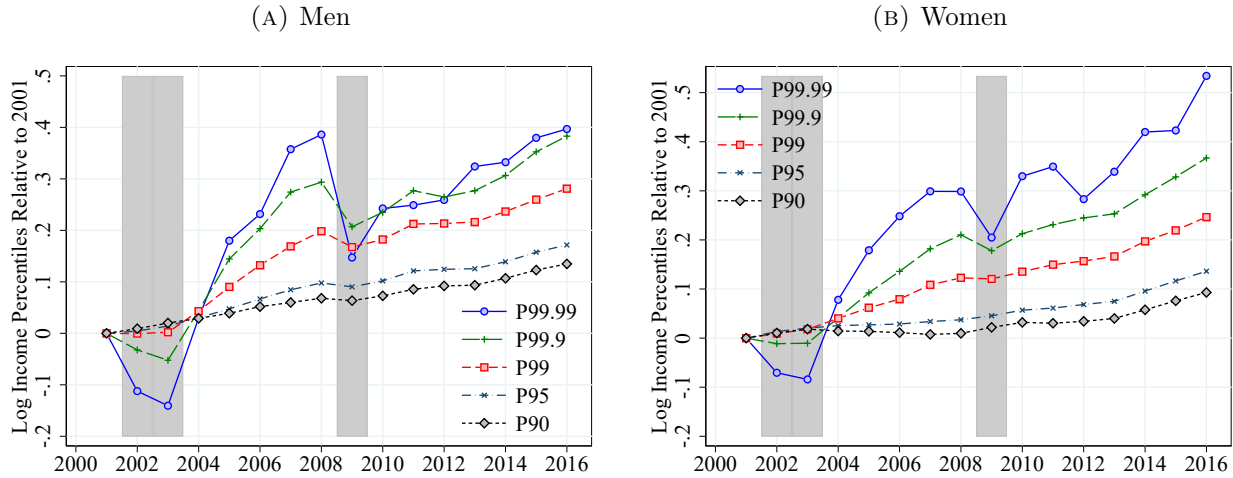 (A) Men
Log Income Percentiles Relative to 2001
.5
.4
.3
.2
.1
0
-.1
-.2
2000 2002 2004 2006 2008 2010 2012 2014 2016
P99.99
P99.9
P99
P95
P90
(B) Women
Log Income Percentiles Relative to 2001
.5
.4
.3
.2
.1
0
-.1
-.2
2000 2002 2004 2006 2008 2010 2012 2014 2016
P99.99
P99.9
P99
P95
P90